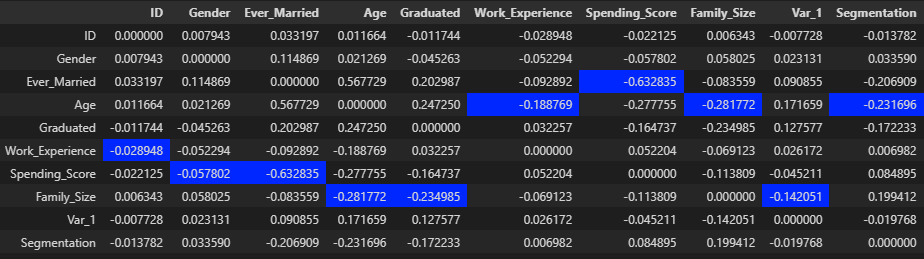 ID Gender Ever_Married Age Graduated Work_Experience Spending_Score Family_Size Var_1 Segmentation
ID 0.000000 0.007943 0.033197 0.011664 -0.011744 -0.028948 -0.022125 0.006343 -0.007728 -0.013782
Gender 0.007943 0.000000 0.114869 0.021269 -0.045263 -0.052294 -0.057802 0.058025 0.023131 0.033590
Ever_Married 0.033197 0.114869 0.000000 0.567729 0.202987 -0.092892 -0.632835 -0.083559 0.090855 -0.206909
Age 0.011664 0.021269 0.567729 0.000000 0.247250 -0.188769 -0.277755 -0.281772 0.171659 -0.231696
Graduated -0.011744 -0.045263 0.202987 0.247250 0.000000 0.032257 -0.164737 -0.234985 0.127577 -0.172233
Work_Experience -0.028948 -0.052294 -0.092892 -0.188769 0.032257 0.000000 0.052204 -0.069123 0.026172 0.006982
Spending_Score -0.022125 -0.057802 -0.632835 -0.277755 -0.164737 0.052204 0.000000 -0.113809 -0.045211 0.084895
Family_Size 0.006343 0.058025 -0.083559 -0.281772 -0.234985 -0.069123 -0.113809 0.000000 -0.142051 0.199412
Var_1 -0.007728 0.023131 0.090855 0.171659 0.127577 0.026172 -0.045211 -0.142051 0.000000 -0.019768
Segmentation -0.013782 0.033590 -0.206909 -0.231696 -0.172233 0.006982 0.084895 0.199412 -0.019768 0.000000